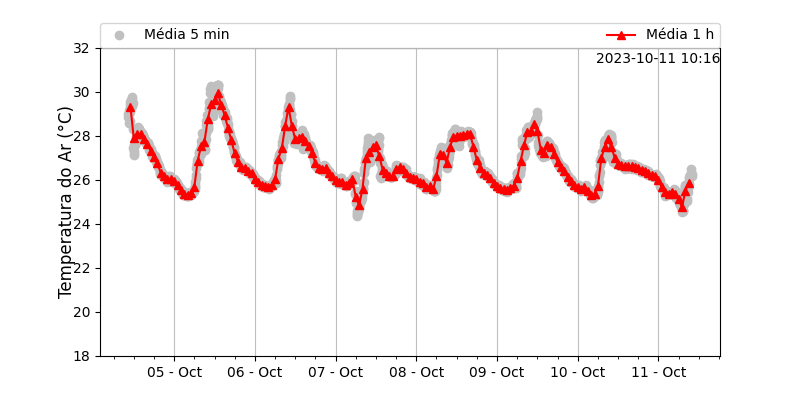 Média 5 min
Média 1 h
2023-10-11 10:16
Temperatura do Ar (°C)
32
30
28
26
24
22
20
18
05 - Oct
06 - Oct
07 - Oct
08 - Oct
09 - Oct
10 - Oct
11 - Oct